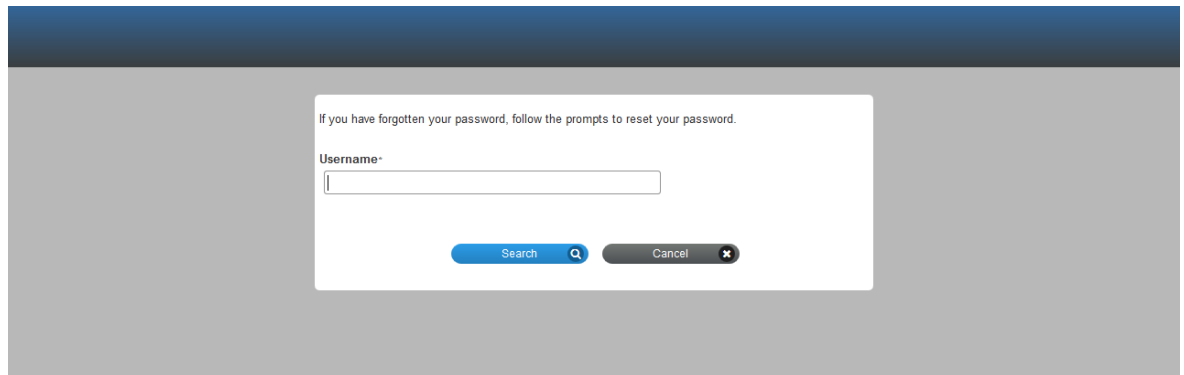 If you have forgotten your password, follow the prompts to reset your password.
Username*
Search
Cancel